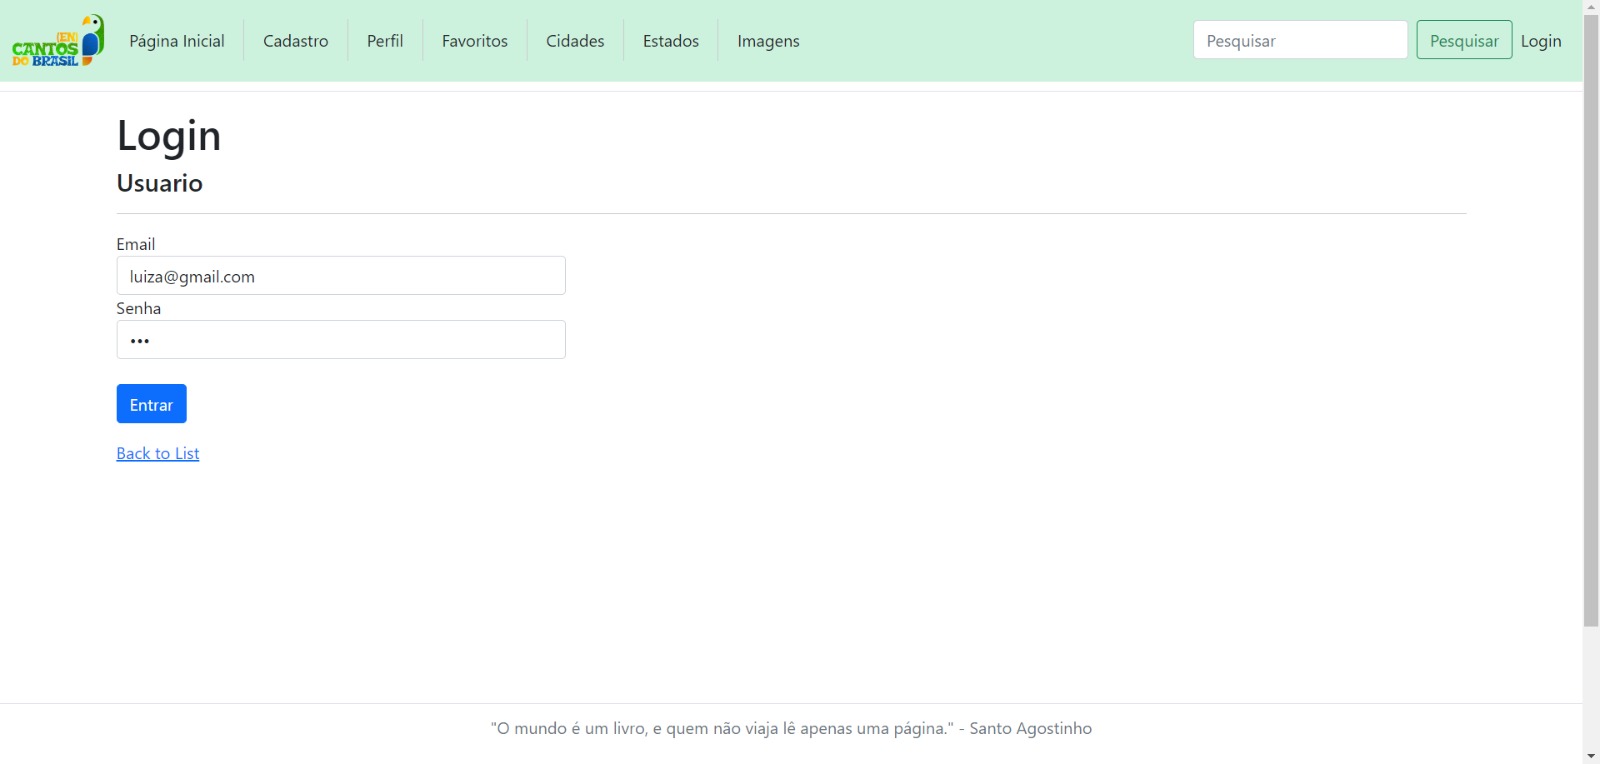 (EN)
CANTOS
DO BRASIL
Página Inicial
Cadastro
Perfil
Favoritos
Cidades
Estados
Imagens
Pesquisar
Pesquisar
Login
Login
Usuario
Email
luiza@gmail.com
Senha
•••
Entrar
Back to List
"O mundo é um livro, e quem não viaja lê apenas uma página." - Santo Agostinho